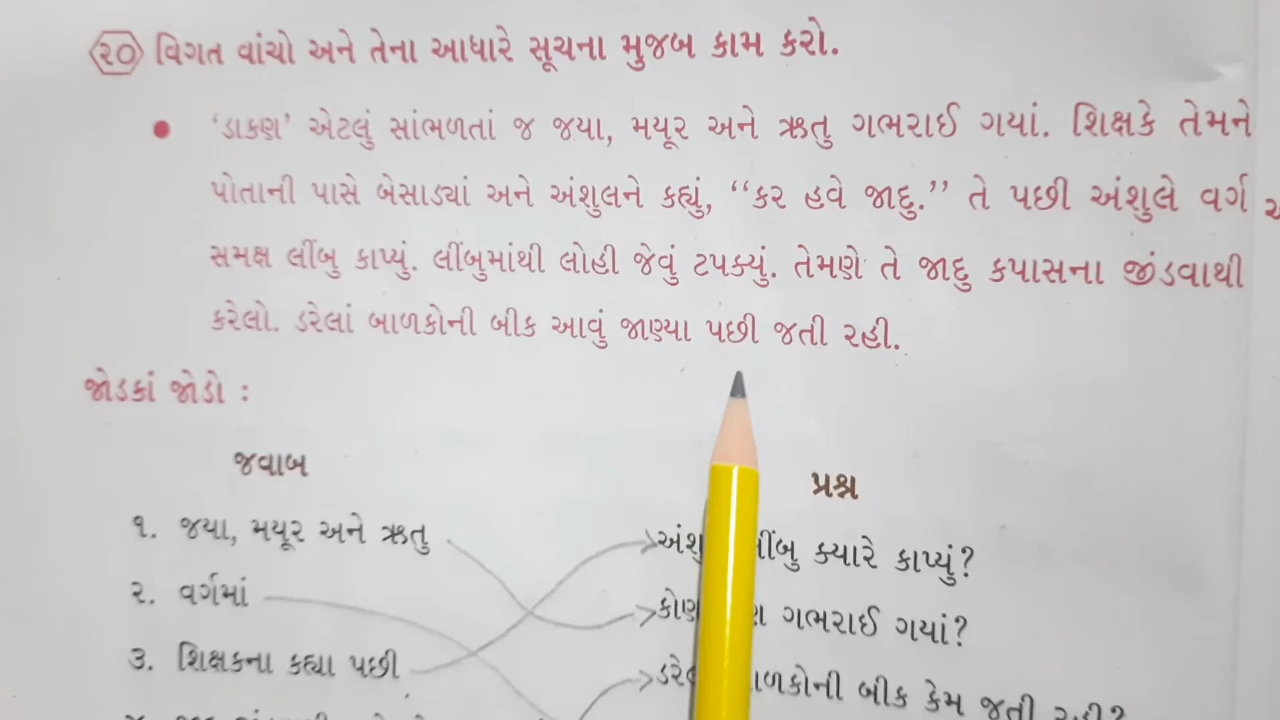 ૨૦ વિગત વાંચો અને તેના આધારે સૂચના મુજબ કામ કરો.
• ‘ડાકણ’ એટલું સાંભળતાં જ જયા, મયૂર અને ઋતુ ગભરાઈ ગયાં. શિક્ષકે તેમને
પોતાની પાસે બેસાડ્યાં અને અંશુલને કહ્યું, “કર હવે જાદુ.” તે પછી અંશુલે વર્ગ
સમક્ષ લીંબુ કાપ્યું. લીંબુમાંથી લોહી જેવું ટપક્યું. તેમણે તે જાદુ કપાસના જીંડવાથી
કરેલો. ડરેલાં બાળકોની બીક આવું જાણ્યા પછી જતી રહી.
જોડકાં જોડો :
જવાબ
પ્રશ્ન
૧. જયા, મયૂર અને ઋતુ
ક્યારે કાપ્યું?
૨. વર્ગમાં
ગભરાઈ ગયાં?
૩. શિક્ષકના કહ્યા પછી
બીક કેમ જતી